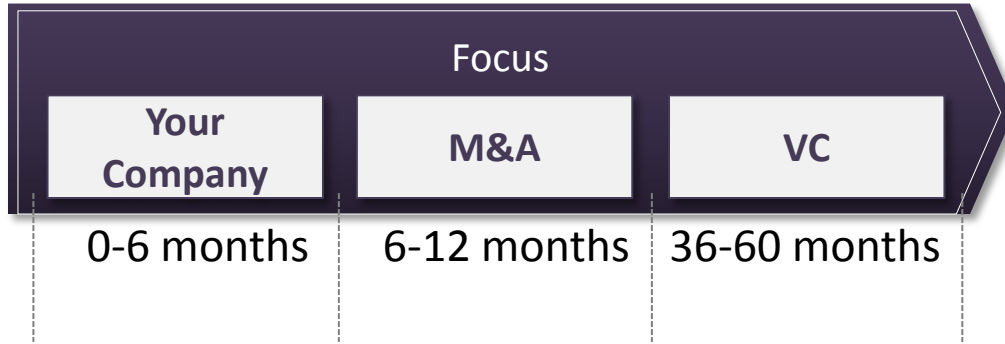 Focus
Your
Company
M&A
VC
0-6 months
6-12 months
36-60 months